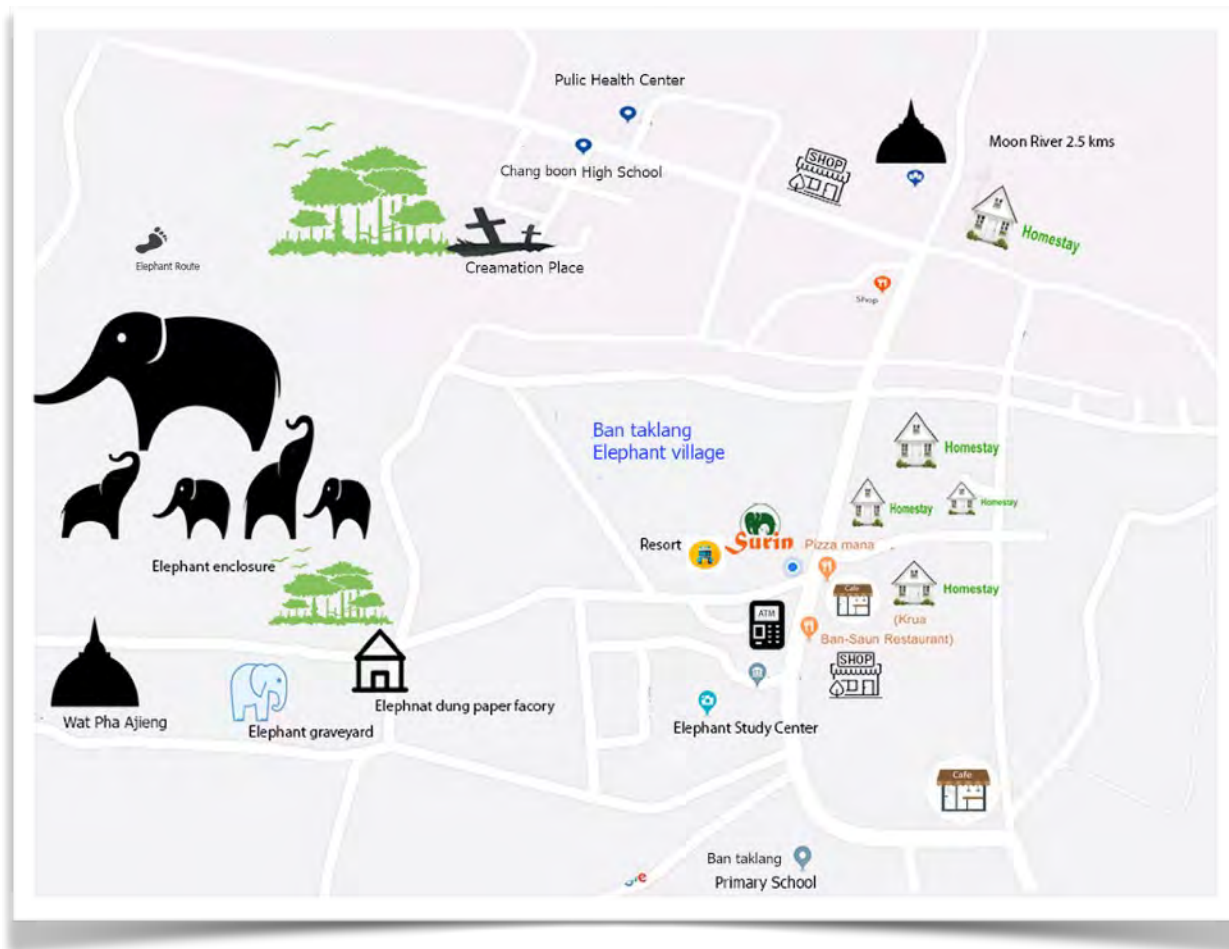 Pulic Health Center
Chang boon High School
SHOP
Moon River 2.5 kms
Homestay
Elephant Route
Creamation Place
Shop
Ban taklang
Elephant village
Homestay
Homestay
Homestay
Resort
Surin
Pizza mana
Elephant enclosure
ATM
Cafe
Homestay
(Krua
Ban-Saun Restaurant)
SHOP
Wat Pha Ajieng
Elephant graveyard
Elephnat dung paper facory
Elephant Study Center
Cafe
Ban taklang
Primary School